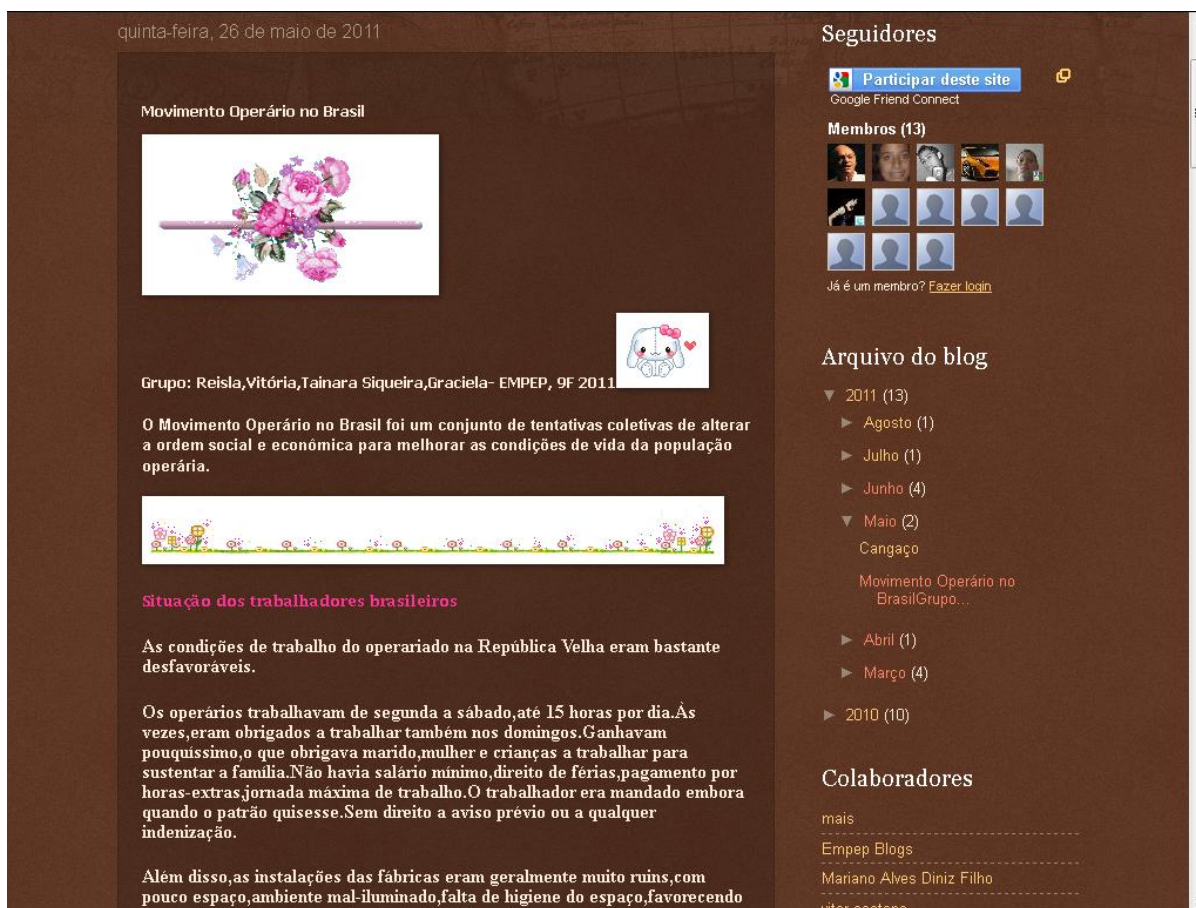 quinta-feira, 26 de maio de 2011
Movimento Operário no Brasil
Grupo: Reisla,Vitória,Tainara Siqueira,Graciela- EMPEP, 9F 2011
O Movimento Operário no Brasil foi um conjunto de tentativas coletivas de alterar
a ordem social e econômica para melhorar as condições de vida da população
operária.
Situação dos trabalhadores brasileiros
As condições de trabalho do operariado na República Velha eram bastante
desfavoráveis.
Os operários trabalhavam de segunda a sábado,até 15 horas por dia.Às
vezes,eram obrigados a trabalhar também nos domingos.Ganhavam
pouquíssimo,o que obrigava marido,mulher e crianças a trabalhar para
sustentar a família.Não havia salário mínimo,direito de férias,pagamento por
horas-extras,jornada máxima de trabalho.O trabalhador era mandado embora
quando o patrão quisesse.Sem direito a aviso prévio ou a qualquer
indenização.
Além disso,as instalações das fábricas eram geralmente muito ruins,com
pouco espaço,ambiente mal-iluminado,falta de higiene do espaço,favorecendo
Seguidores
Participar deste site
Google Friend Connect
Membros (13)
Já é um membro? Fazer login
Arquivo do blog
▼ 2011 (13)
► Agosto (1)
► Julho (1)
► Junho (4)
▼ Maio (2)
Cangaço
Movimento Operário no
BrasilGrupo...
► Abril (1)
► Março (4)
► 2010 (10)
Colaboradores
mais
Empep Blogs
Mariano Alves Diniz Filho